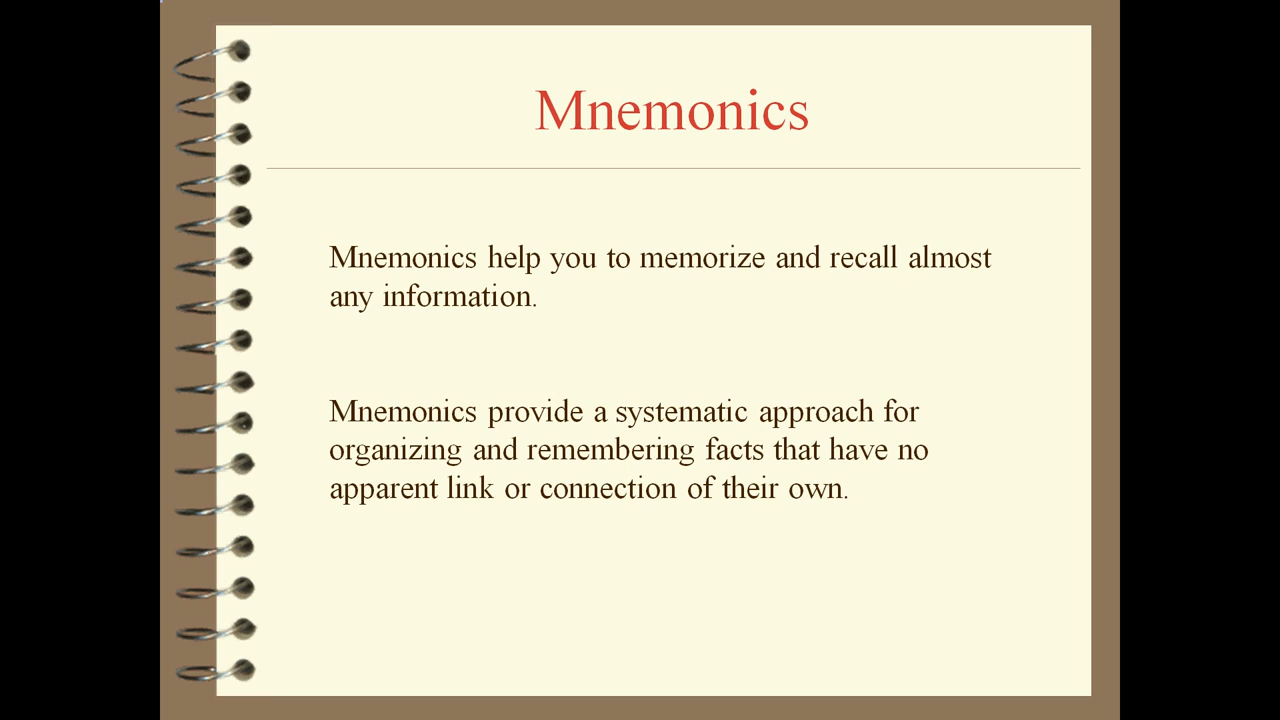 Mnemonics
Mnemonics help you to memorize and recall almost
any information.
Mnemonics provide a systematic approach for
organizing and remembering facts that have no
apparent link or connection of their own.